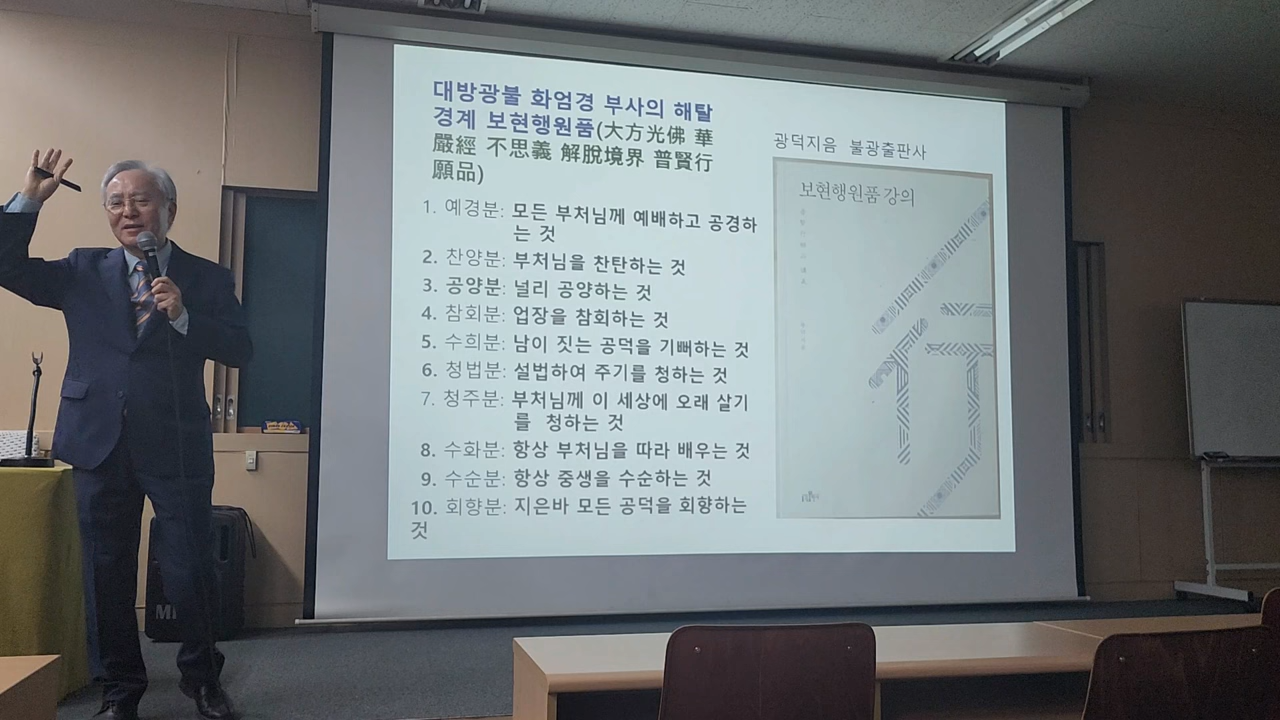 대방광불 화엄경 부사의 해탈
경계 보현행원품(大方光佛 華
嚴經 不思義 解脫境界 普賢行
願品)
1. 예경분: 모든 부처님께 예배하고 공경하
는 것
2. 찬양분: 부처님을 찬탄하는 것
3. 공양분: 널리 공양하는 것
4. 참회분: 업장을 참회하는 것
5. 수희분: 남이 짓는 공덕을 기뻐하는 것
6. 청법분: 설법하여 주기를 청하는 것
7. 청주분: 부처님께 이 세상에 오래 살기
를 청하는 것
8. 수화분: 항상 부처님을 따라 배우는 것
9. 수순분: 항상 중생을 수순하는 것
10. 회향분: 지은바 모든 공덕을 회향하는
것
광덕지음 불광출판사
보현행원품 강의